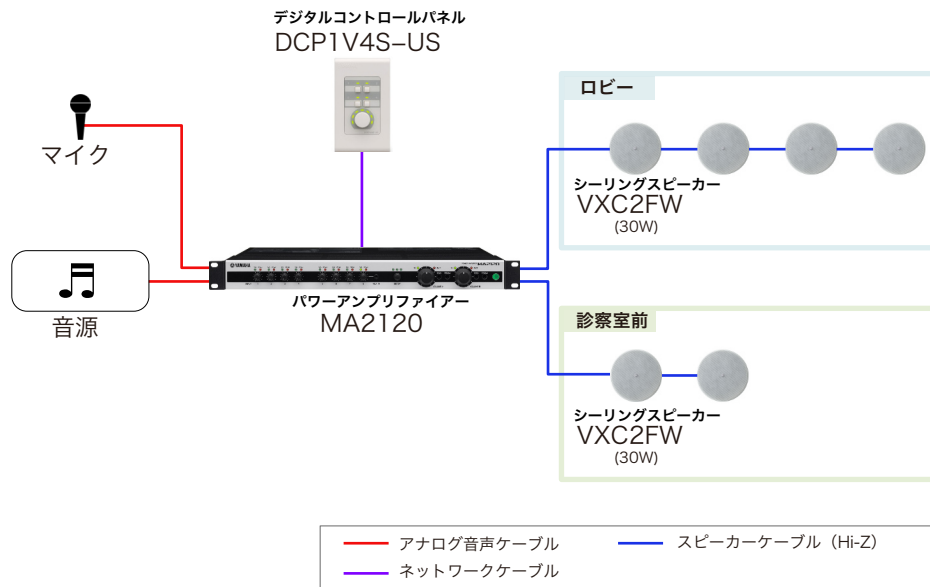 デジタルコントロールパネル
DCP1V4S–US
マイク
音源
YAMAHA
MA2120
パワーアンプリファイアー
MA2120
ロビー
シーリングスピーカー
VXC2FW
(30W)
診察室前
シーリングスピーカー
VXC2FW
(30W)
アナログ音声ケーブル
スピーカーケーブル（Hi-Z）
ネットワークケーブル